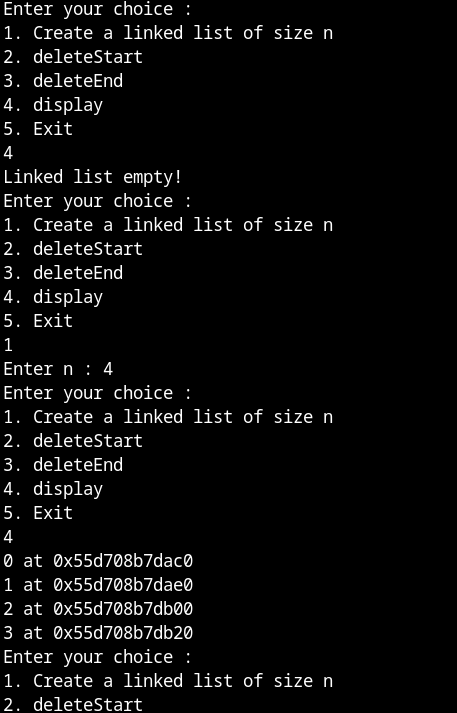 Enter your choice :
1. Create a linked list of size n
2. deleteStart
3. deleteEnd
4. display
5. Exit
4
Linked list empty!
Enter your choice :
1. Create a linked list of size n
2. deleteStart
3. deleteEnd
4. display
5. Exit
1
Enter n : 4
Enter your choice :
1. Create a linked list of size n
2. deleteStart
3. deleteEnd
4. display
5. Exit
4
0 at 0x55d708b7dac0
1 at 0x55d708b7dae0
2 at 0x55d708b7db00
3 at 0x55d708b7db20
Enter your choice :
1. Create a linked list of size n
2. deleteStart